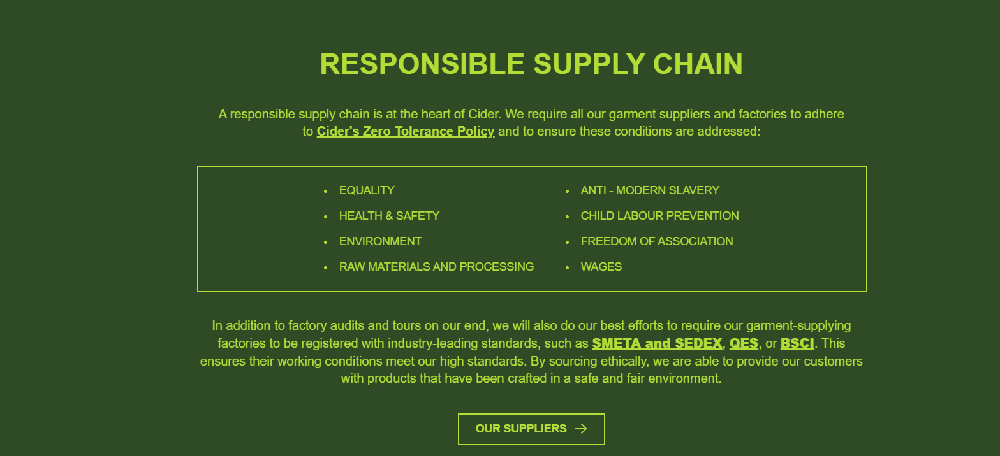 RESPONSIBLE SUPPLY CHAIN
A responsible supply chain is at the heart of Cider. We require all our garment suppliers and factories to adhere
to Cider's Zero Tolerance Policy and to ensure these conditions are addressed:
• EQUALITY
• HEALTH & SAFETY
• ENVIRONMENT
• RAW MATERIALS AND PROCESSING
• ANTI - MODERN SLAVERY
• CHILD LABOUR PREVENTION
• FREEDOM OF ASSOCIATION
• WAGES
In addition to factory audits and tours on our end, we will also do our best efforts to require our garment-supplying
factories to be registered with industry-leading standards, such as SMETA and SEDEX, QES, or BSCI. This
ensures their working conditions meet our high standards. By sourcing ethically, we are able to provide our customers
with products that have been crafted in a safe and fair environment.
OUR SUPPLIERS →